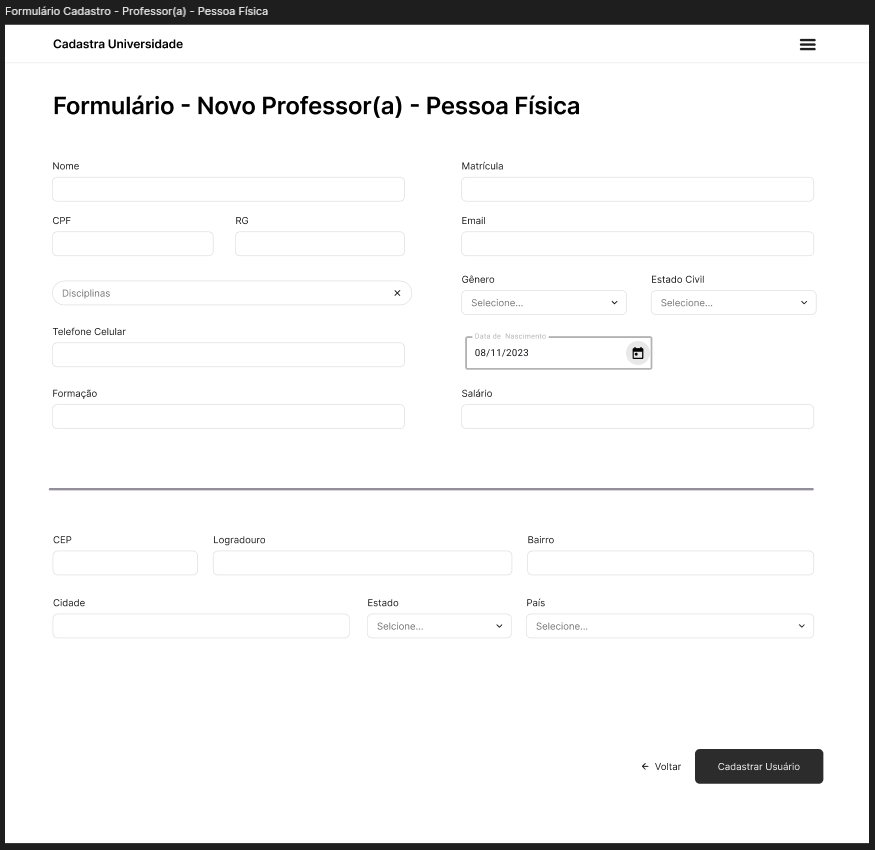 Formulário Cadastro - Professor(a) - Pessoa Física
Cadastra Universidade
Formulário - Novo Professor(a) - Pessoa Física
Nome
Matrícula
CPF
RG
Email
Disciplinas
Gênero
Estado Civil
Selecione...
Selecione...
Telefone Celular
Data de Nascimento
08/11/2023
Formação
Salário
CEP
Logradouro
Bairro
Cidade
Estado
País
Selcione...
Selecione...
← Voltar
Cadastrar Usuário